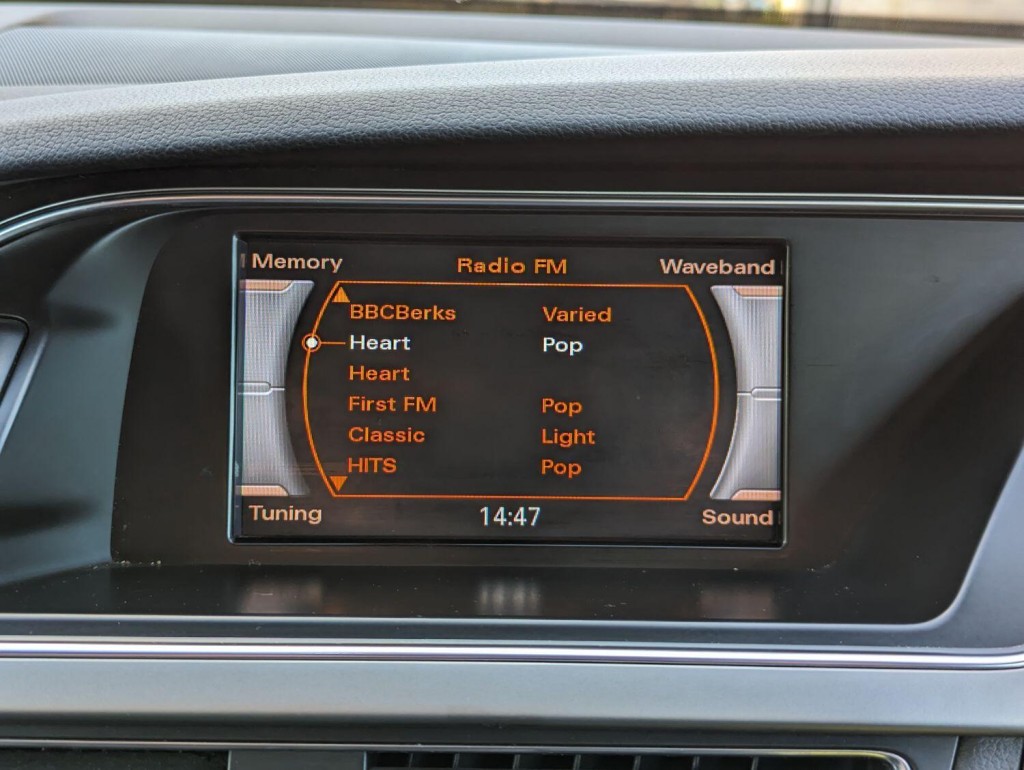 Memory Radio FM Waveband
BBCBerks Varied
Heart Pop
Heart
First FM Pop
Classic Light
HITS Pop
Tuning 14:47 Sound